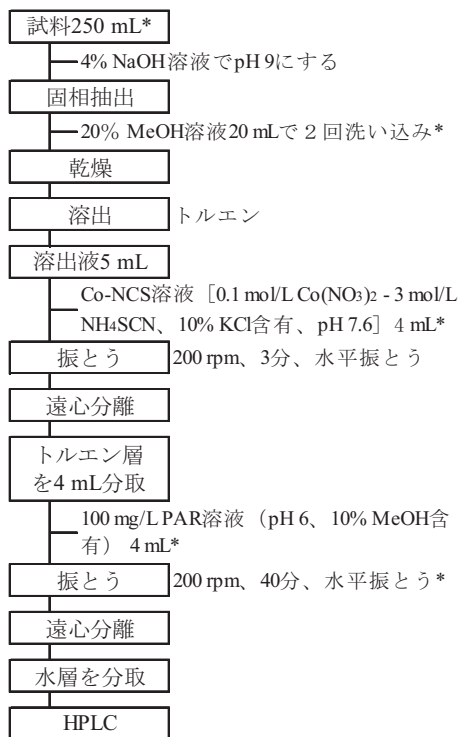 試料250 mL*
4% NaOH溶液でpH 9にする
固相抽出
20% MeOH溶液20 mLで２回洗い込み*
乾燥
溶出 トルエン
溶出液5 mL
Co-NCS溶液［0.1 mol/L Co(NO3)2 - 3 mol/L
NH4SCN、10% KCl含有、pH 7.6］4 mL*
振とう 200 rpm、3分、水平振とう
遠心分離
トルエン層
を4 mL分取
100 mg/L PAR溶液（pH 6、10% MeOH含
有） 4 mL*
振とう 200 rpm、40分、水平振とう*
遠心分離
水層を分取
HPLC